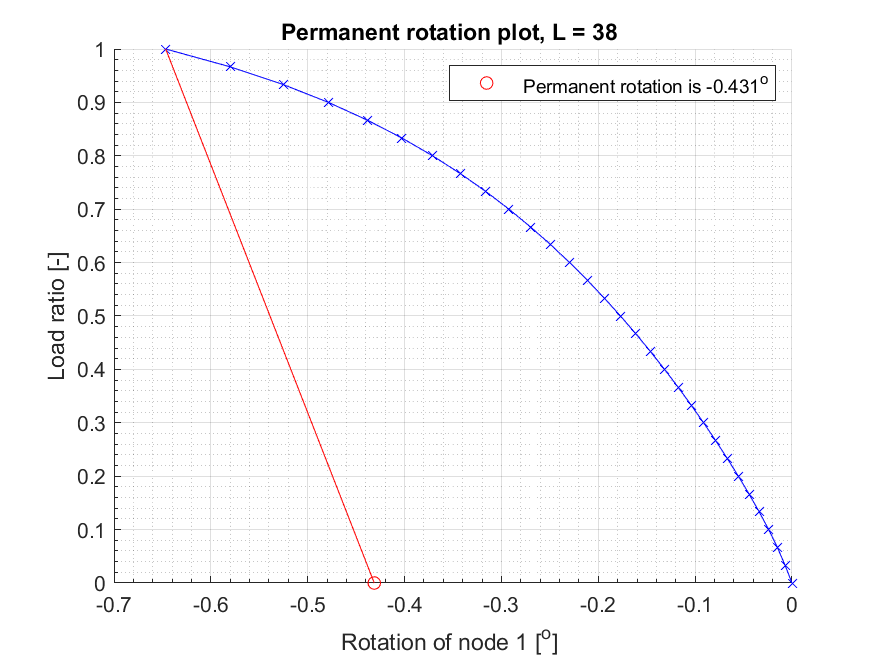 Permanent rotation plot, L = 38
Permanent rotation is -0.431°
Load ratio [-]
1
0.9
0.8
0.7
0.6
0.5
0.4
0.3
0.2
0.1
0
-0.7 -0.6 -0.5 -0.4 -0.3 -0.2 -0.1 0
Rotation of node 1 [°]